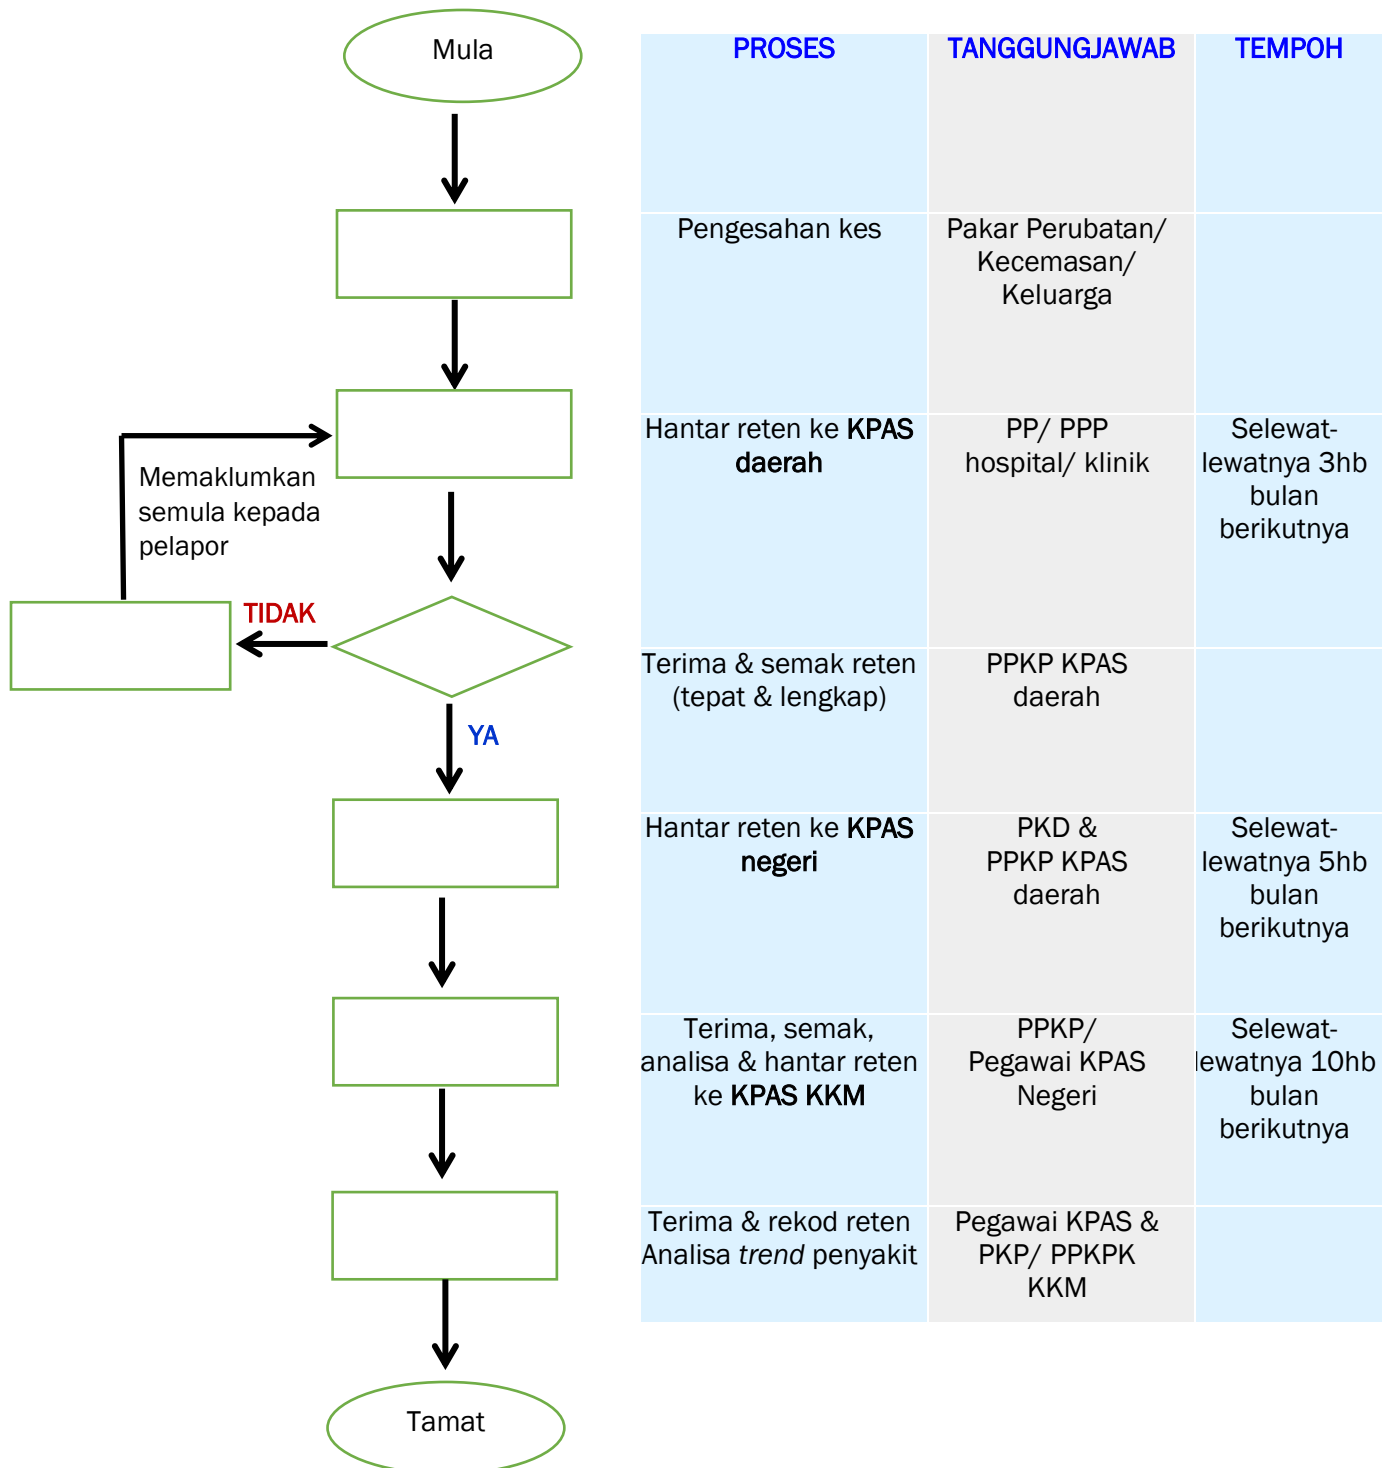 Mula
Memaklumkan
semula kepada
pelapor
TIDAK
YA
Tamat
PROSES
TANGGUNGJAWAB
TEMPOH
Pengesahan kes
Pakar Perubatan/
Kecemasan/
Keluarga
Hantar reten ke KPAS
daerah
PP/ PPP
hospital/ klinik
Selewat-
lewatnya 3hb
bulan
berikutnya
Terima & semak reten
(tepat & lengkap)
PPKP KPAS
daerah
Hantar reten ke KPAS
negeri
PKD &
PPKP KPAS
daerah
Selewat-
lewatnya 5hb
bulan
berikutnya
Terima, semak,
analisa & hantar reten
ke KPAS KKM
PPKP/
Pegawai KPAS
Negeri
Selewat-
lewatnya 10hb
bulan
berikutnya
Terima & rekod reten
Analisa trend penyakit
Pegawai KPAS &
PKP/ PPKPK
KKM